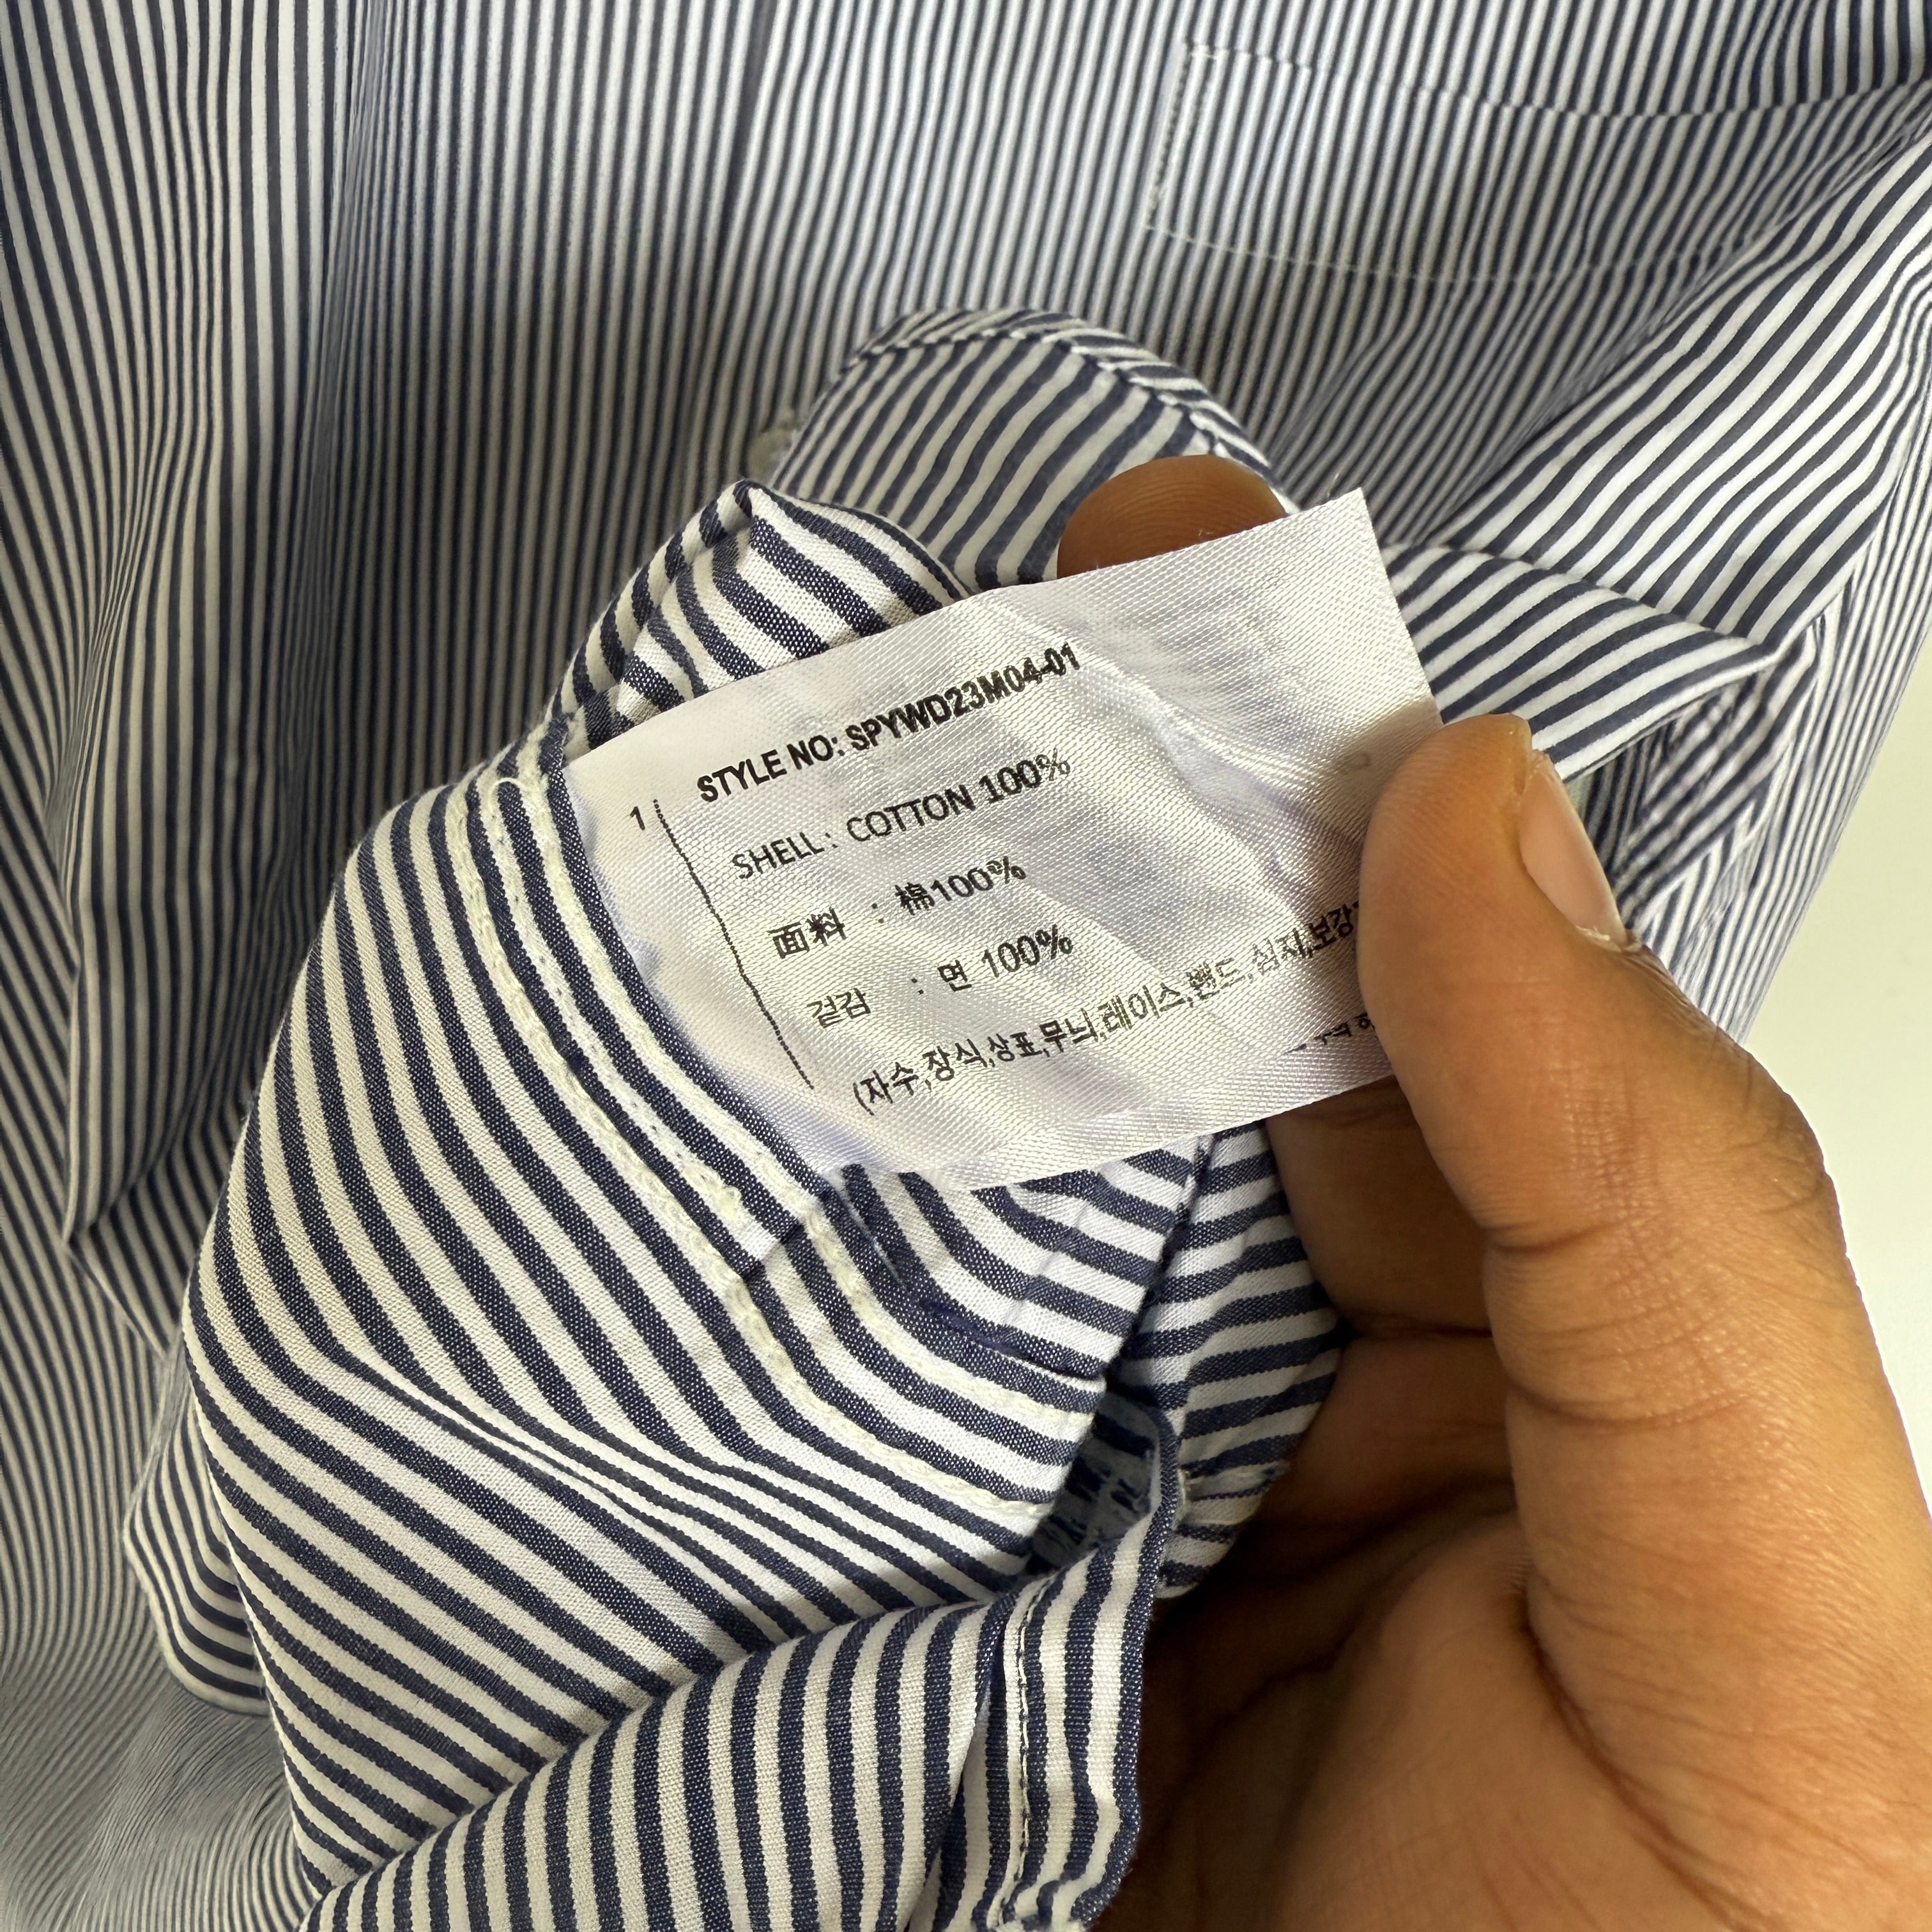 STYLE NO: SPYWD23M04-01
1
SHELL : COTTON 100%
面料 : 棉100%
겉감 : 면 100%
(자수,장식,상표,무늬,레이스,밴드,심지,보강